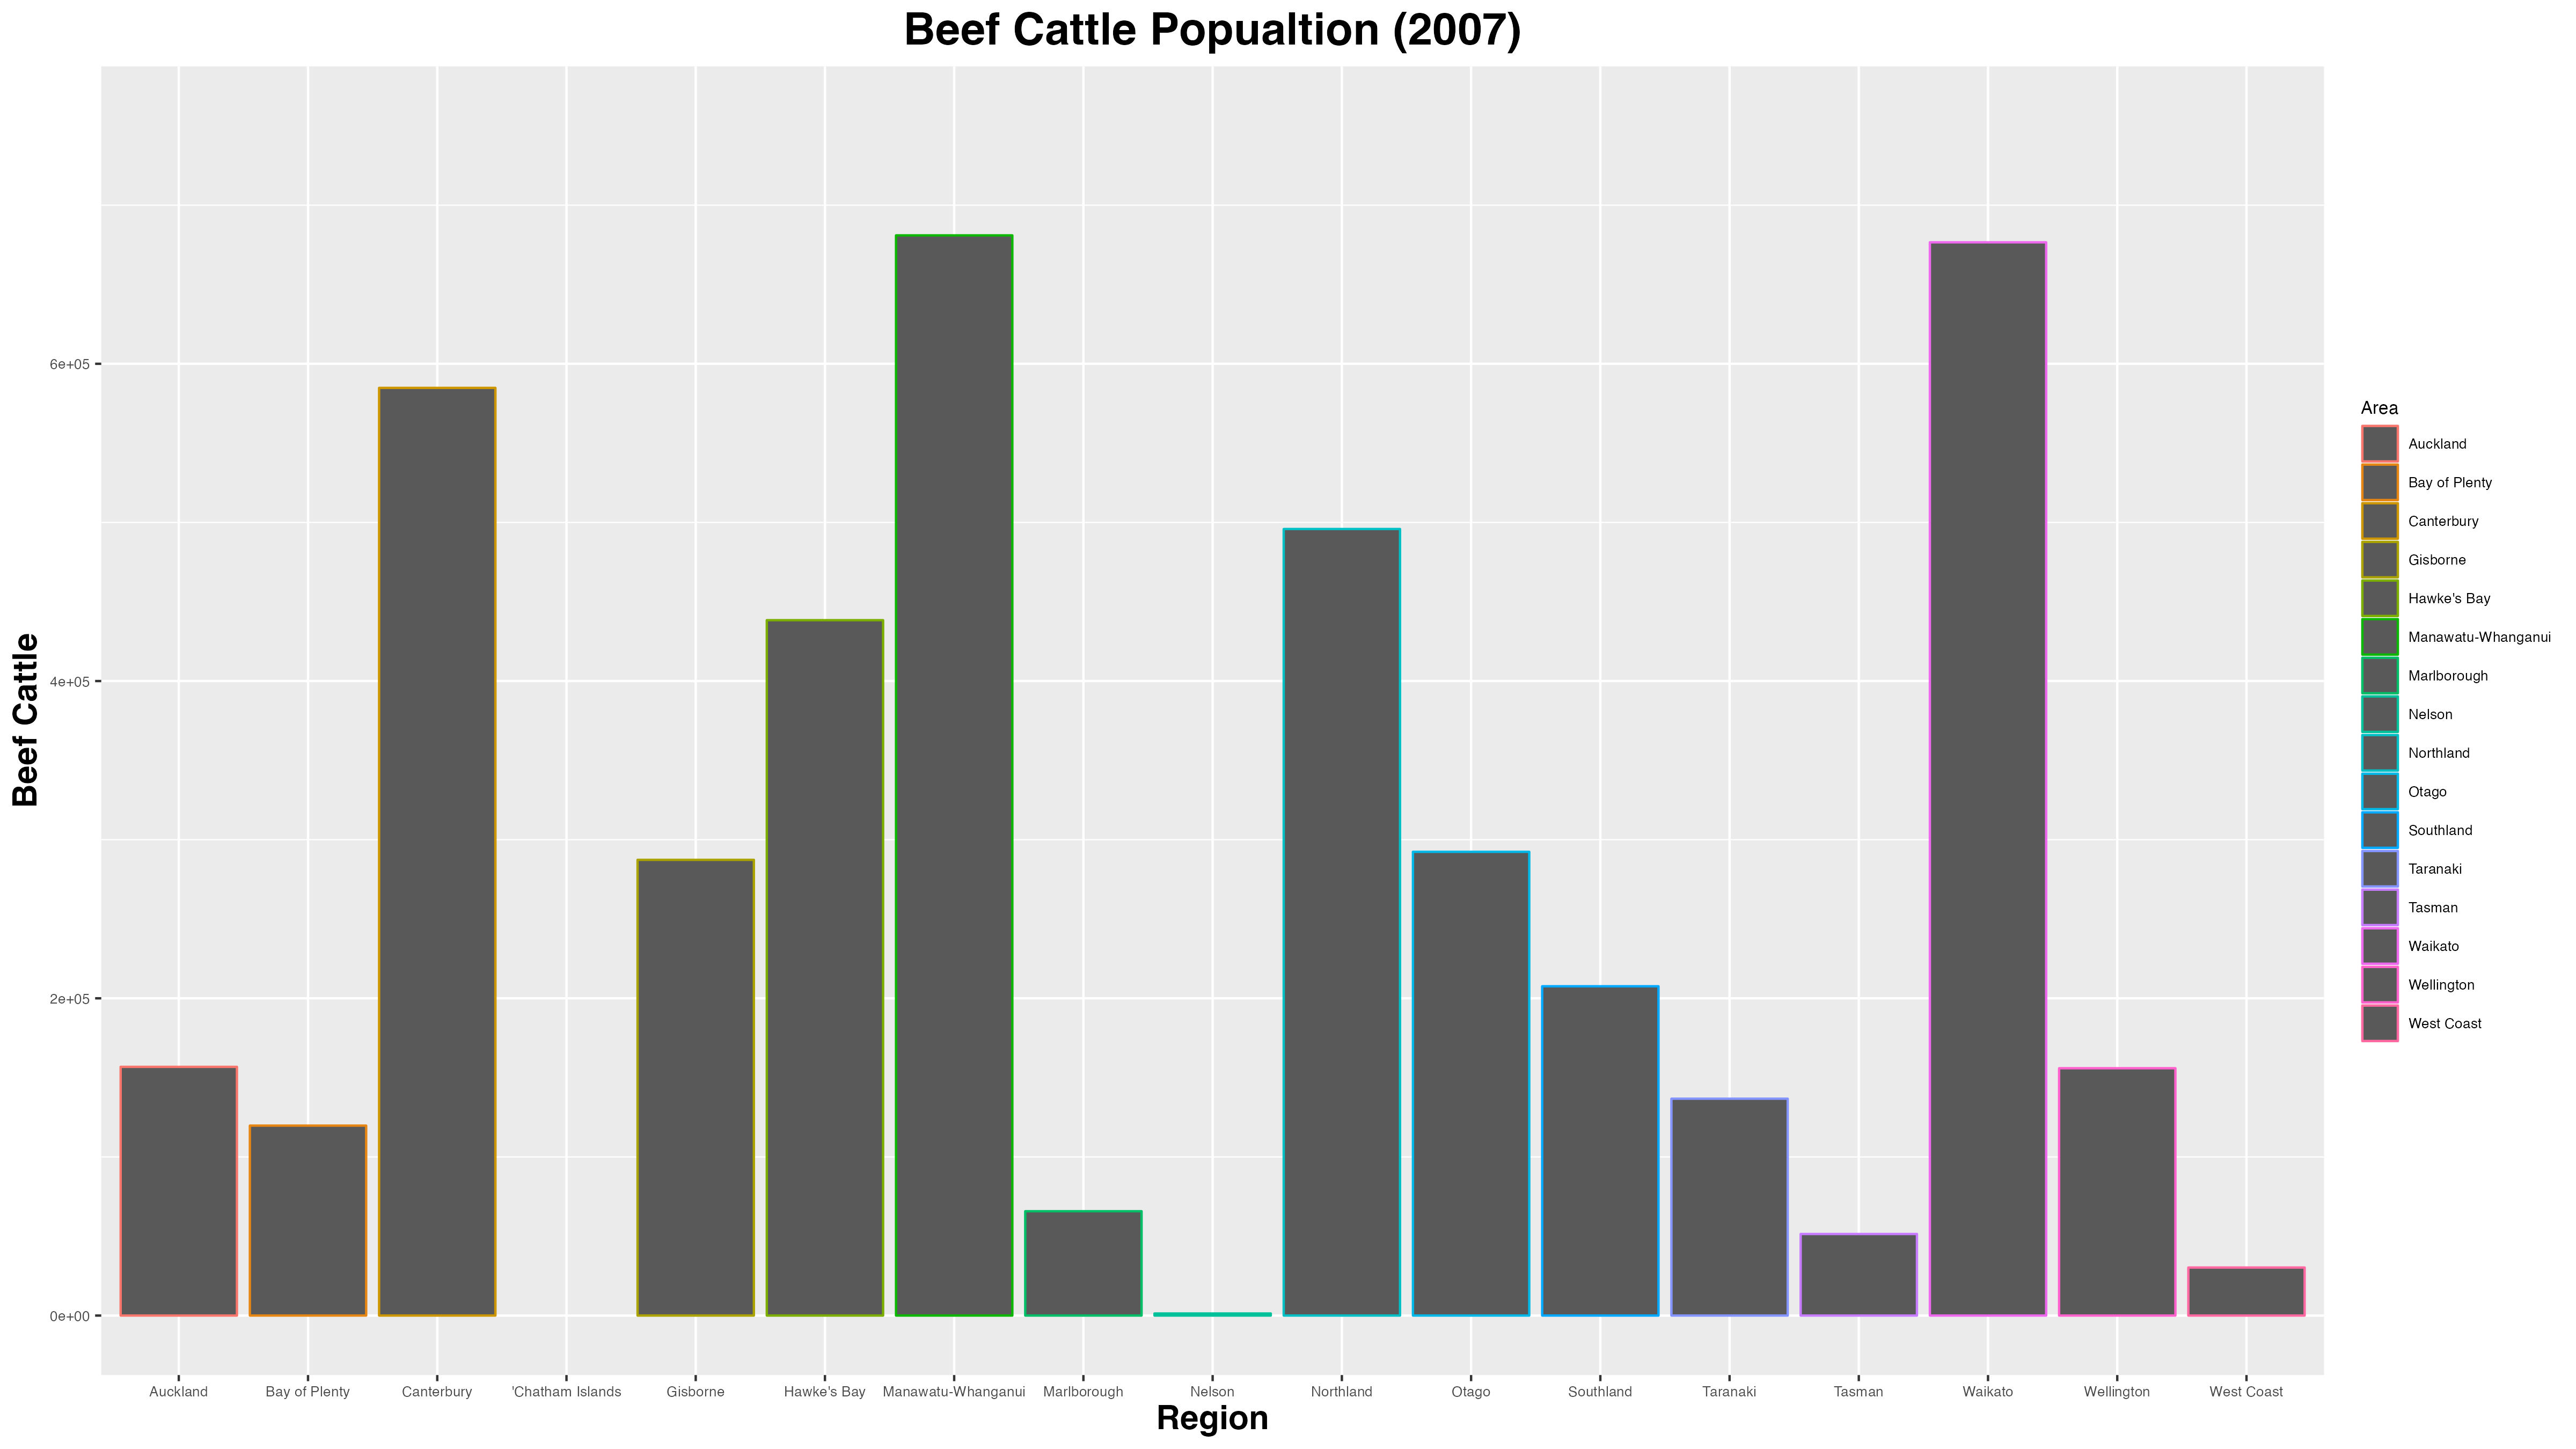 Beef Cattle Popualtion (2007)
Beef Cattle
6e+05
4e+05
2e+05
0e+00
Auckland
Bay of Plenty
Canterbury
'Chatham Islands
Gisborne
Hawke's Bay
Manawatu-Whanganui
Marlborough
Nelson
Northland
Otago
Southland
Taranaki
Tasman
Waikato
Wellington
West Coast
Region
Area
Auckland
Bay of Plenty
Canterbury
Gisborne
Hawke's Bay
Manawatu-Whanganui
Marlborough
Nelson
Northland
Otago
Southland
Taranaki
Tasman
Waikato
Wellington
West Coast